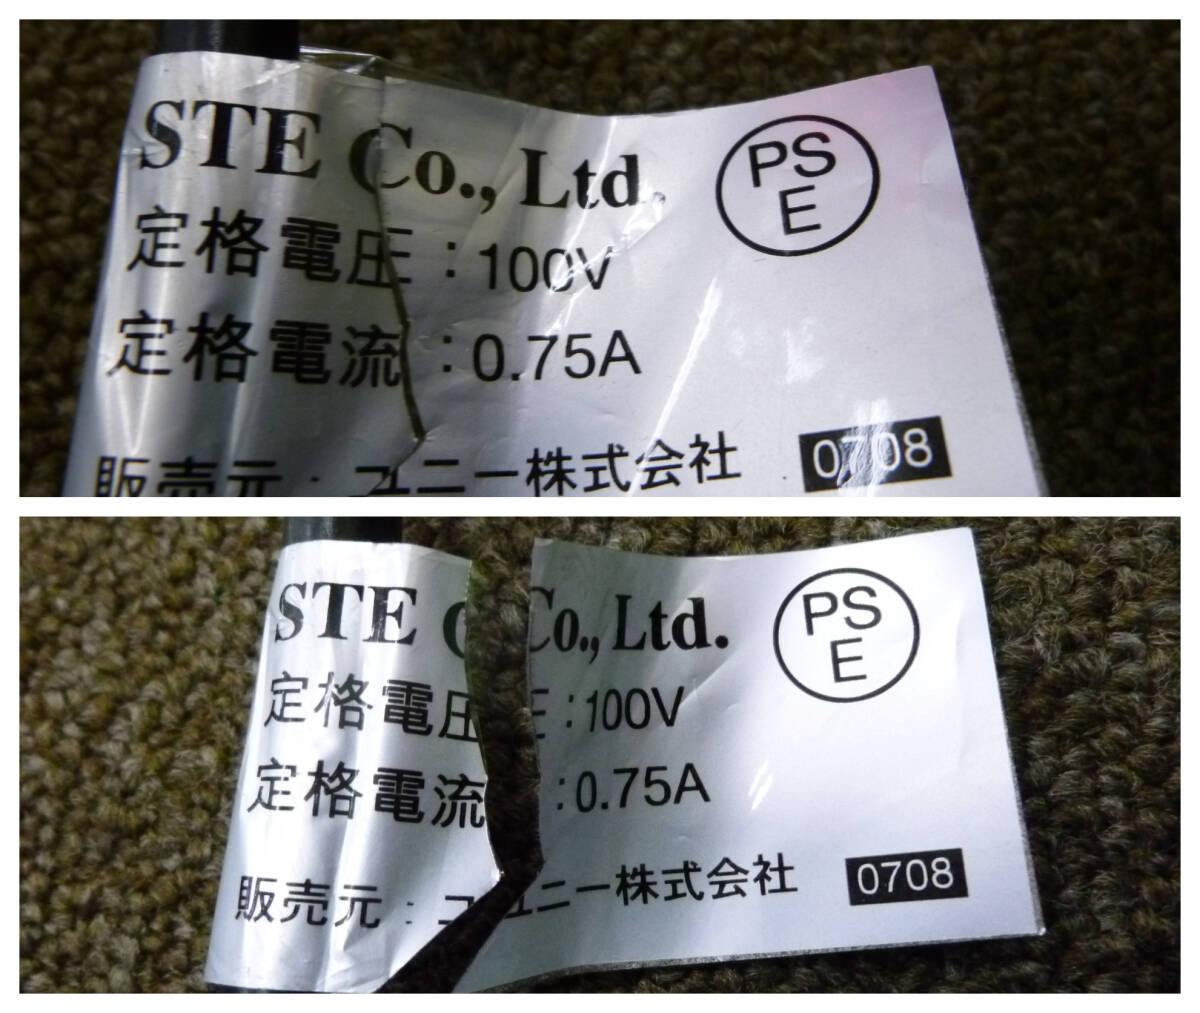 STE Co., Ltd.
PS
E
定格電圧：100V
定格電流：0.75A
販売元：ユニー株式会社
0708
STE Co., Ltd.
PS
E
定格電圧：100V
定格電流：0.75A
販売元：ユニー株式会社
0708